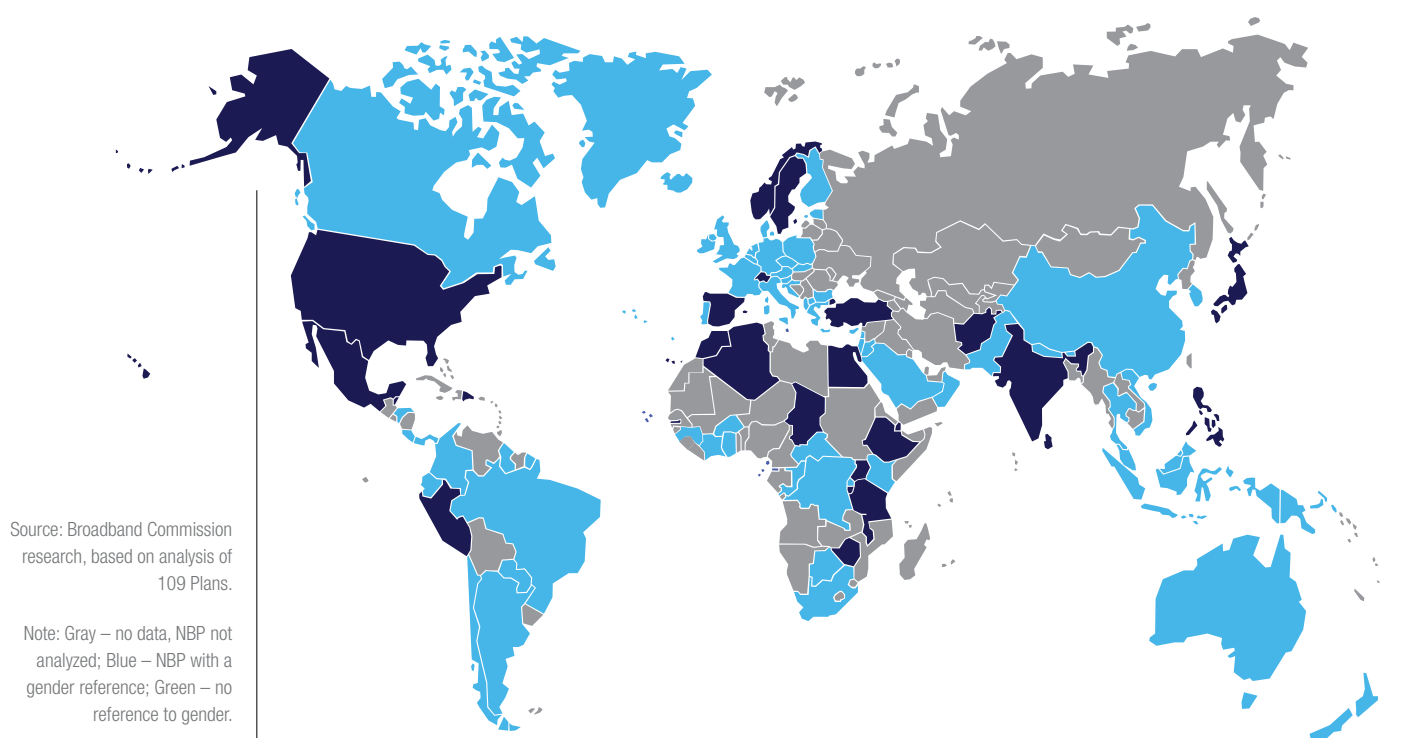 Source: Broadband Commission
research, based on analysis of
109 Plans.
Note: Gray – no data, NBP not
analyzed; Blue – NBP with a
gender reference; Green – no
reference to gender.